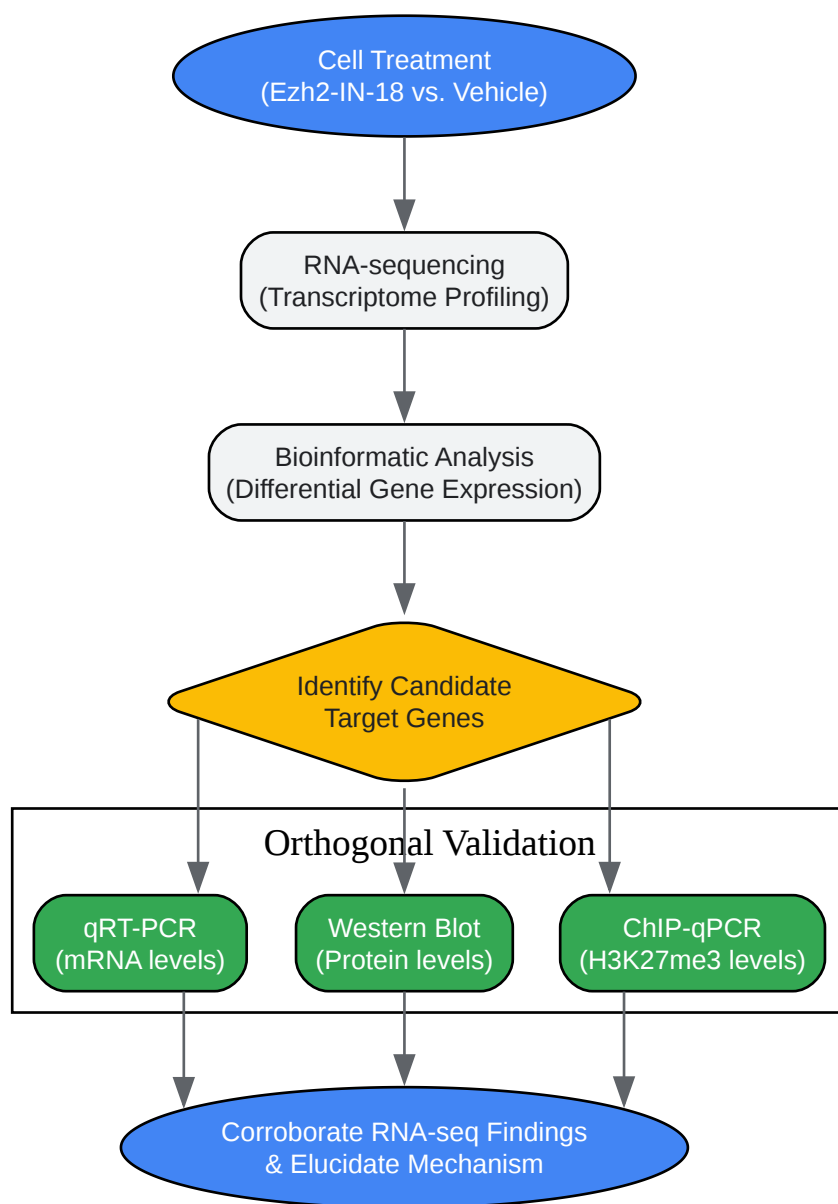 Cell Treatment
(Ezh2-IN-18 vs. Vehicle)
RNA-sequencing
(Transcriptome Profiling)
Bioinformatic Analysis
(Differential Gene Expression)
Identify Candidate
Target Genes
Orthogonal Validation
qRT-PCR
(mRNA levels)
Western Blot
(Protein levels)
ChIP-qPCR
(H3K27me3 levels)
Corroborate RNA-seq Findings
& Elucidate Mechanism